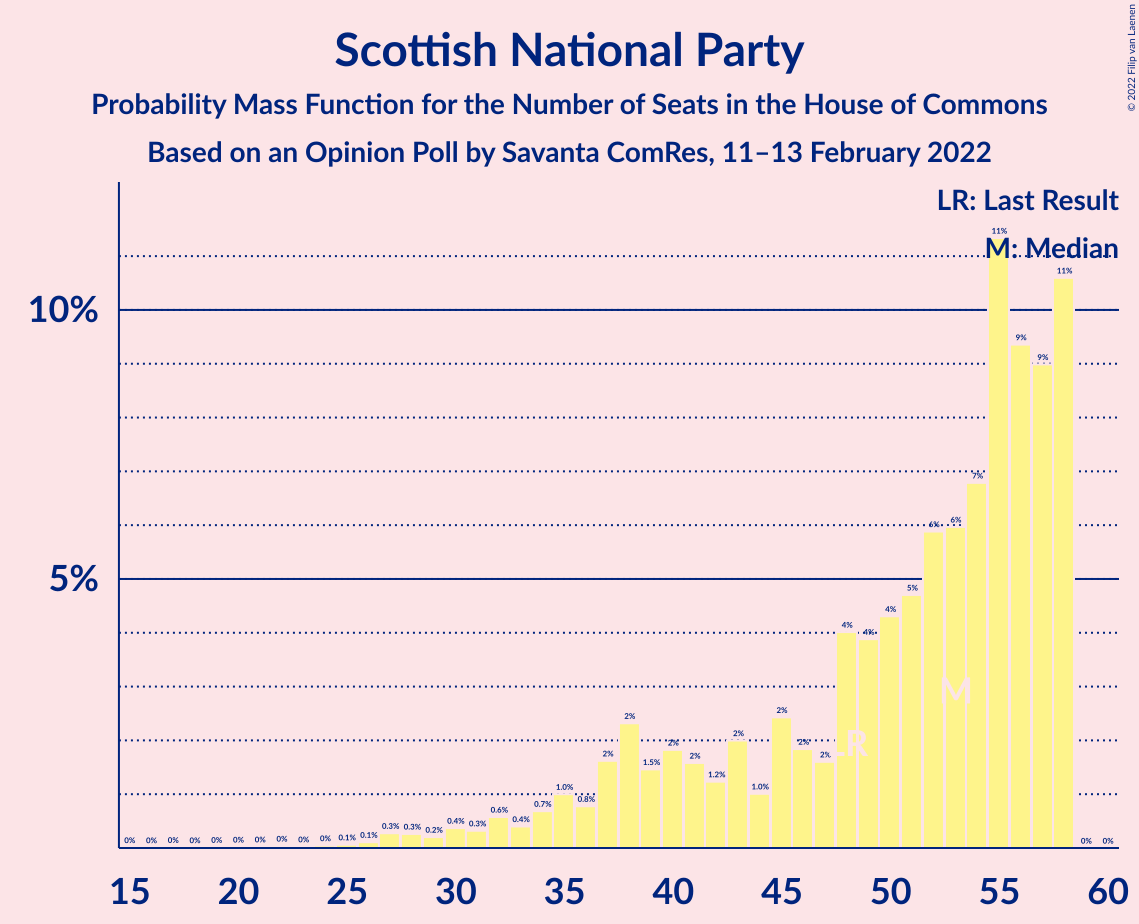 Scottish National Party
Probability Mass Function for the Number of Seats in the House of Commons
Based on an Opinion Poll by Savanta ComRes, 11–13 February 2022
© 2022 Filip van Laenen
LR: Last Result
M: Median
10%
5%
0% 0% 0% 0% 0% 0% 0% 0% 0% 0% 0.1% 0.1% 0.3% 0.3% 0.2% 0.4% 0.3% 0.6% 0.4% 0.7% 1.0% 0.8% 2% 2% 1.5% 2% 2% 1.2% 2% 1.0% 2% 2% 2% 4% 4% 4% 5% 6% 6% 7% 11% 9% 9% 11% 0% 0%
M
LR
15 20 25 30 35 40 45 50 55 60